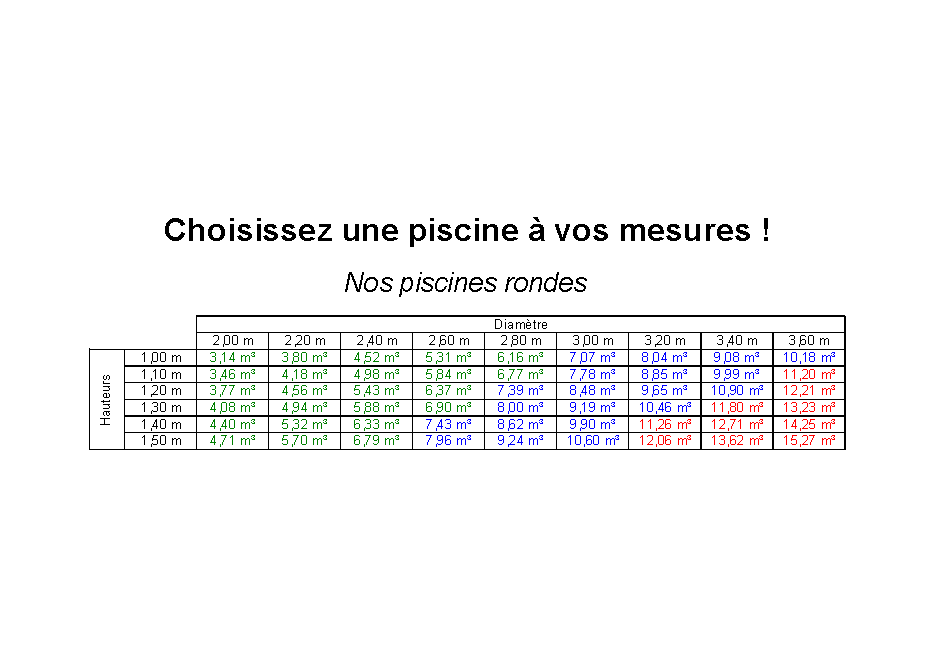 Choisissez une piscine à vos mesures !
Nos piscines rondes
Diamètre
2,00 m 2,20 m 2,40 m 2,60 m 2,80 m 3,00 m 3,20 m 3,40 m 3,60 m
Hauteurs
1,00 m 3,14 m³ 3,80 m³ 4,52 m³ 5,31 m³ 6,16 m³ 7,07 m³ 8,04 m³ 9,08 m³ 10,18 m³
1,10 m 3,46 m³ 4,18 m³ 4,98 m³ 5,84 m³ 6,77 m³ 7,78 m³ 8,85 m³ 9,99 m³ 11,20 m³
1,20 m 3,77 m³ 4,56 m³ 5,43 m³ 6,37 m³ 7,39 m³ 8,48 m³ 9,65 m³ 10,90 m³ 12,21 m³
1,30 m 4,08 m³ 4,94 m³ 5,88 m³ 6,90 m³ 8,00 m³ 9,19 m³ 10,46 m³ 11,80 m³ 13,23 m³
1,40 m 4,40 m³ 5,32 m³ 6,33 m³ 7,43 m³ 8,62 m³ 9,90 m³ 11,26 m³ 12,71 m³ 14,25 m³
1,50 m 4,71 m³ 5,70 m³ 6,79 m³ 7,96 m³ 9,24 m³ 10,60 m³ 12,06 m³ 13,62 m³ 15,27 m³